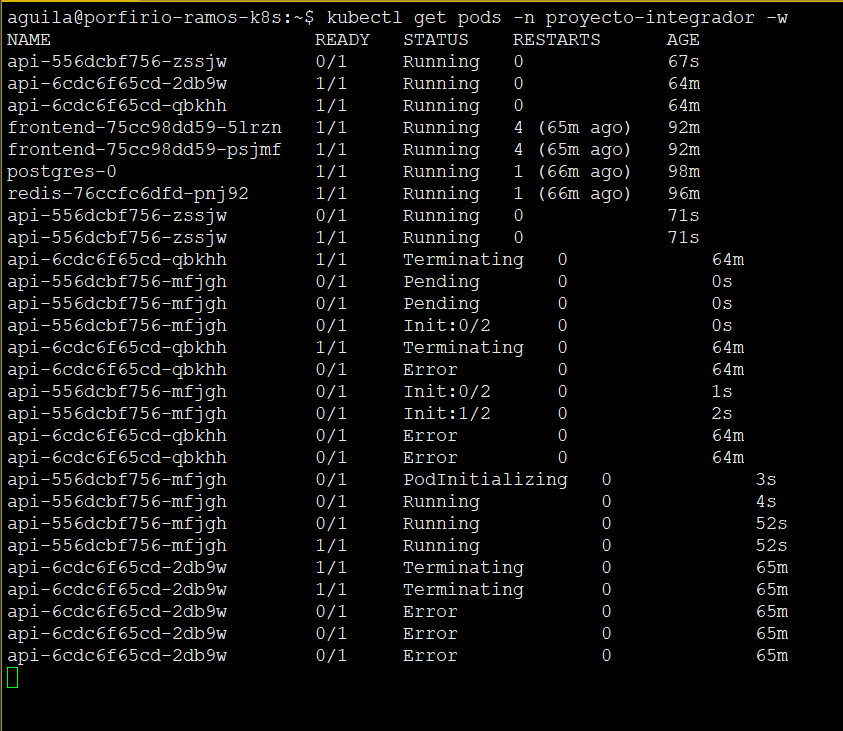 aguila@porfirio-ramos-k8s:~$ kubectl get pods -n proyecto-integrador -w
NAME READY STATUS RESTARTS AGE
api-556dcbf756-zssjw 0/1 Running 0 67s
api-6cdc6f65cd-2db9w 1/1 Running 0 64m
api-6cdc6f65cd-qbkhh 1/1 Running 0 64m
frontend-75cc98dd59-5lrzn 1/1 Running 4 (65m ago) 92m
frontend-75cc98dd59-psjmf 1/1 Running 4 (65m ago) 92m
postgres-0 1/1 Running 1 (66m ago) 98m
redis-76ccfc6dfd-pnj92 1/1 Running 1 (66m ago) 96m
api-556dcbf756-zssjw 0/1 Running 0 71s
api-556dcbf756-zssjw 1/1 Running 0 71s
api-6cdc6f65cd-qbkhh 1/1 Terminating 0 64m
api-556dcbf756-mfjgh 0/1 Pending 0 0s
api-556dcbf756-mfjgh 0/1 Pending 0 0s
api-556dcbf756-mfjgh 0/1 Init:0/2 0 0s
api-6cdc6f65cd-qbkhh 1/1 Terminating 0 64m
api-6cdc6f65cd-qbkhh 0/1 Error 0 64m
api-556dcbf756-mfjgh 0/1 Init:0/2 0 1s
api-556dcbf756-mfjgh 0/1 Init:1/2 0 2s
api-6cdc6f65cd-qbkhh 0/1 Error 0 64m
api-6cdc6f65cd-qbkhh 0/1 Error 0 64m
api-556dcbf756-mfjgh 0/1 PodInitializing 0 3s
api-556dcbf756-mfjgh 0/1 Running 0 4s
api-556dcbf756-mfjgh 0/1 Running 0 52s
api-556dcbf756-mfjgh 1/1 Running 0 52s
api-6cdc6f65cd-2db9w 1/1 Terminating 0 65m
api-6cdc6f65cd-2db9w 1/1 Terminating 0 65m
api-6cdc6f65cd-2db9w 0/1 Error 0 65m
api-6cdc6f65cd-2db9w 0/1 Error 0 65m
api-6cdc6f65cd-2db9w 0/1 Error 0 65m